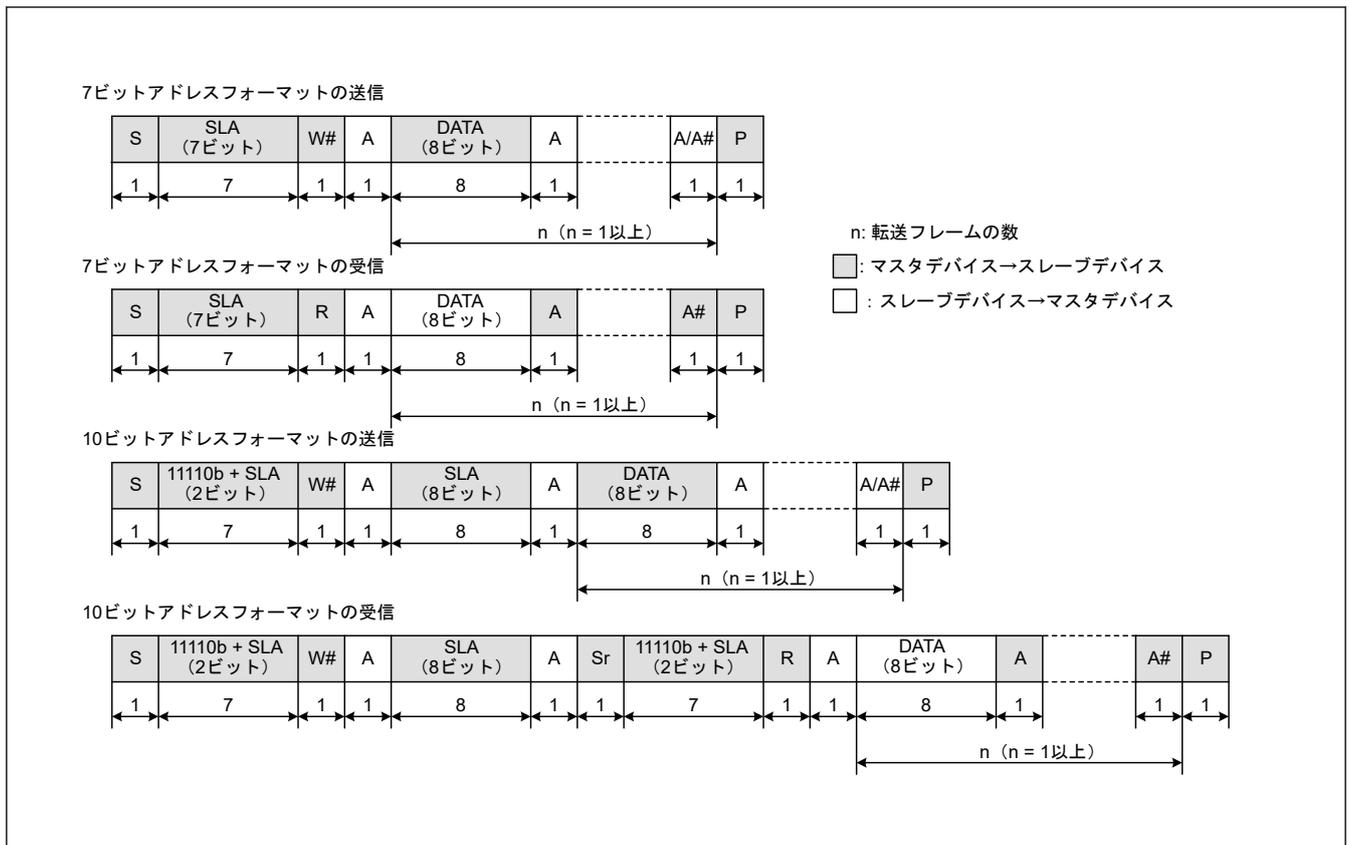 7ビットアドレスフォーマットの送信
S SLA W# A DATA A A/A# P
（7ビット） （8ビット）
1 7 1 1 8 1 1 1
n（n = 1以上）
n: 転送フレームの数
: マスタデバイス→スレーブデバイス
: スレーブデバイス→マスタデバイス
7ビットアドレスフォーマットの受信
S SLA R A DATA A A# P
（7ビット） （8ビット）
1 7 1 1 8 1 1 1
n（n = 1以上）
10ビットアドレスフォーマットの送信
S 11110b + SLA W# A SLA A DATA A A/A# P
（2ビット） （8ビット） （8ビット）
1 7 1 1 8 1 8 1 1 1
n（n = 1以上）
10ビットアドレスフォーマットの受信
S 11110b + SLA W# A SLA A Sr 11110b + SLA R A DATA A A# P
（2ビット） （8ビット） （2ビット） （8ビット）
1 7 1 1 8 1 1 7 1 1 8 1 1 1
n（n = 1以上）